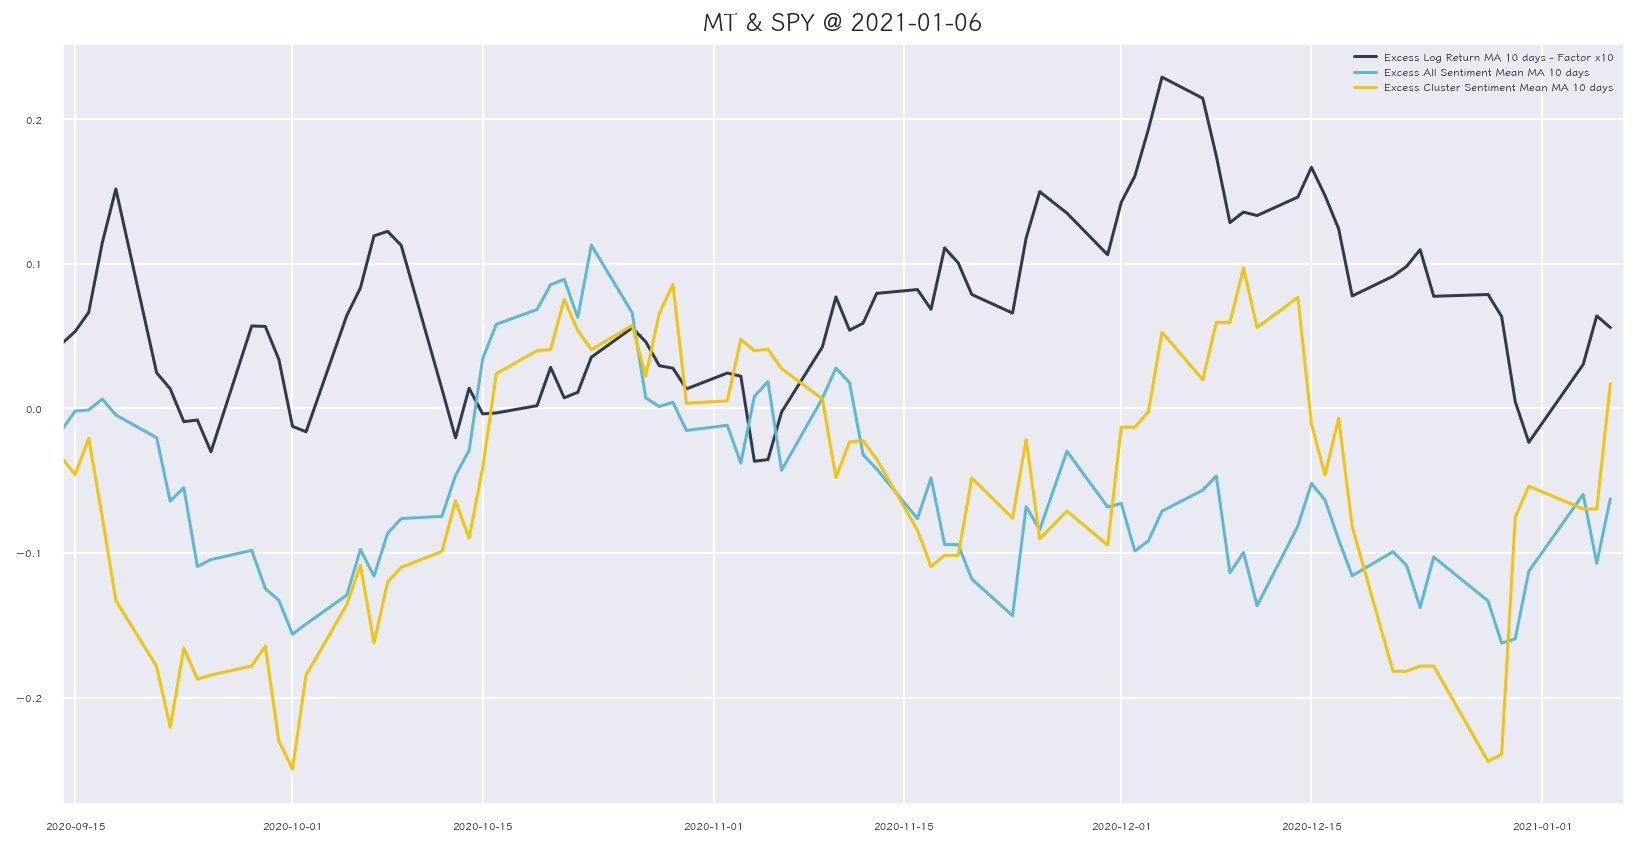 MT & SPY @ 2021-01-06
Excess Log Return MA 10 days - Factor x10
Excess All Sentiment Mean MA 10 days
Excess Cluster Sentiment Mean MA 10 days
0.2
0.1
0.0
−0.1
−0.2
2020-09-15 2020-10-01 2020-10-15 2020-11-01 2020-11-15 2020-12-01 2020-12-15 2021-01-01